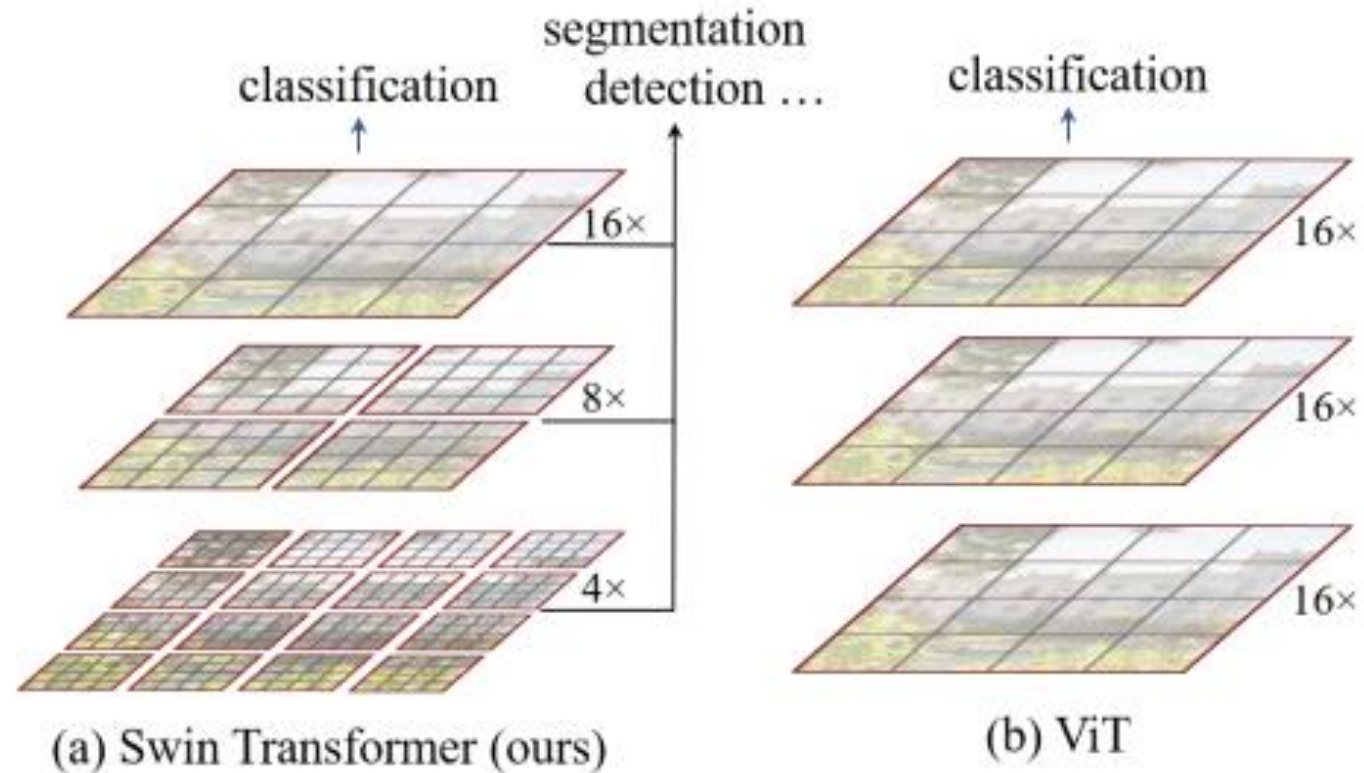 segmentation
classification
detection …
classification
16×
16×
8×
16×
4×
16×
(a) Swin Transformer (ours)
(b) ViT